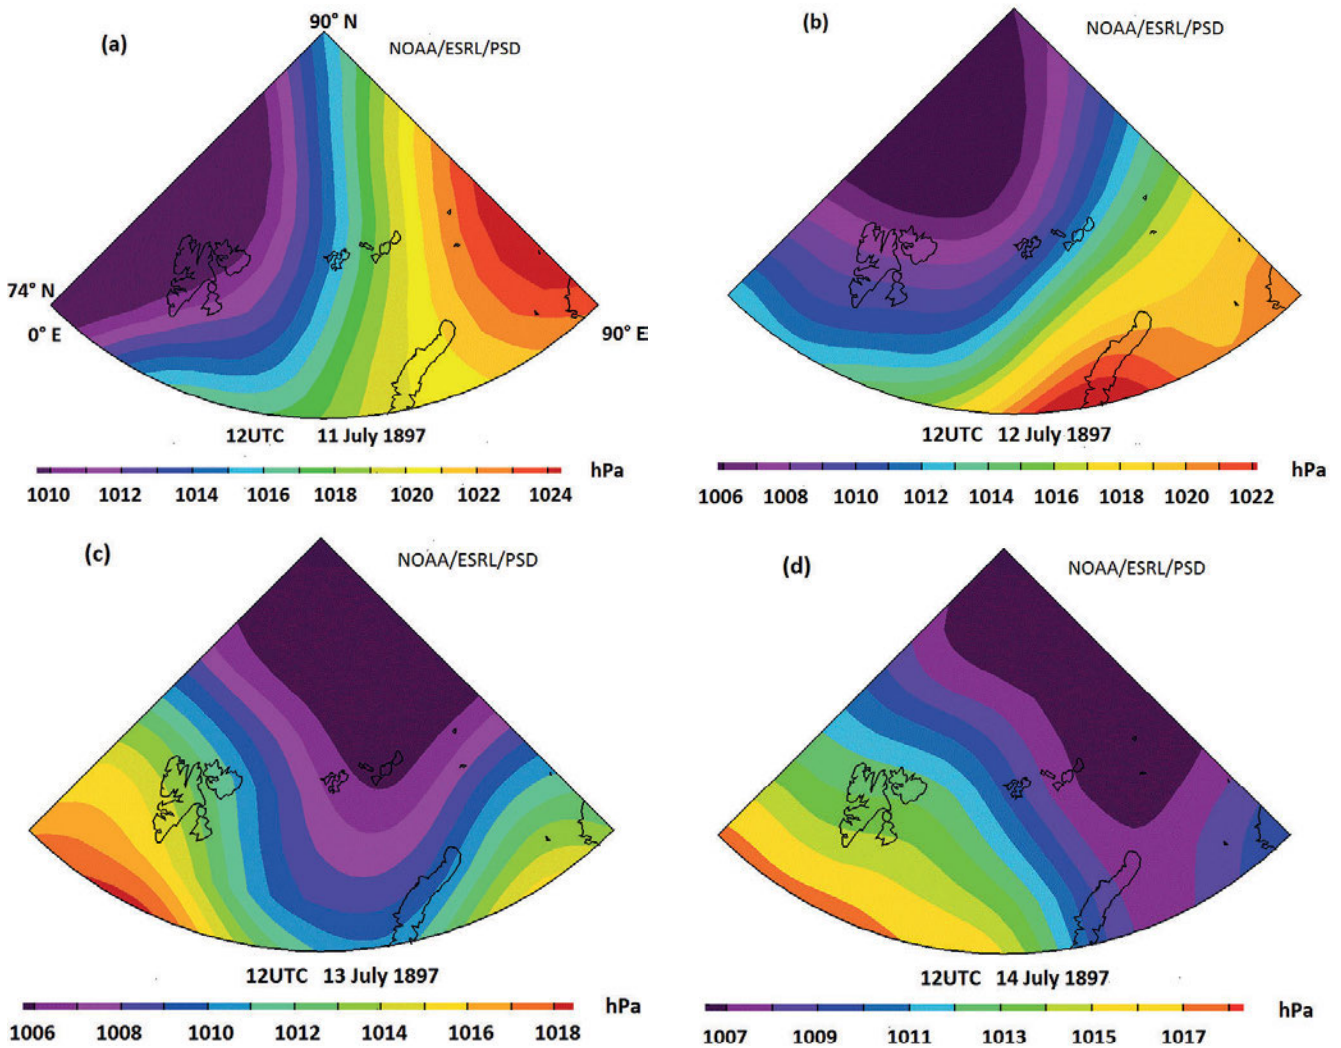 (a)
90° N
NOAA/ESRL/PSD
74° N
0° E
90° E
12UTC 11 July 1897
hPa
1010 1012 1014 1016 1018 1020 1022 1024
(b)
NOAA/ESRL/PSD
12UTC 12 July 1897
hPa
1006 1008 1010 1012 1014 1016 1018 1020 1022
(c)
NOAA/ESRL/PSD
12UTC 13 July 1897
hPa
1006 1008 1010 1012 1014 1016 1018
(d)
NOAA/ESRL/PSD
12UTC 14 July 1897
hPa
1007 1009 1011 1013 1015 1017